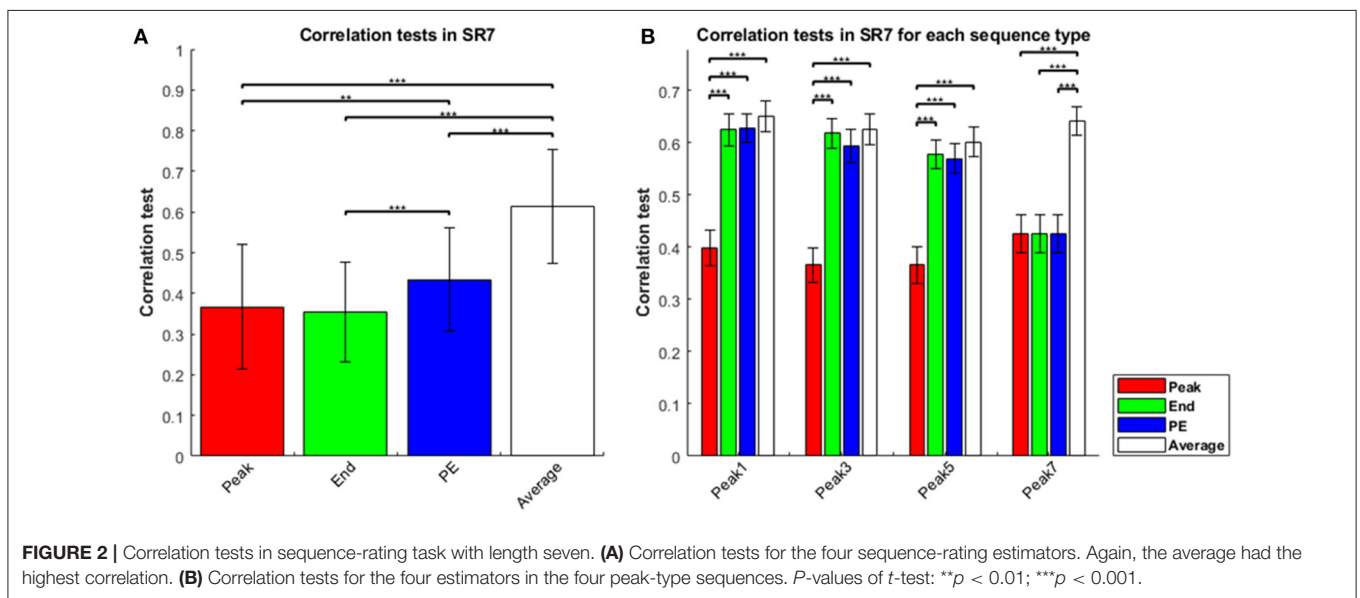 A
Correlation tests in SR7
Correlation test
1
0.9
0.8
0.7
0.6
0.5
0.4
0.3
0.2
0.1
0
***
**
***
***
***
Peak
End
PE
Average
B
Correlation tests in SR7 for each sequence type
Correlation test
0.7
0.6
0.5
0.4
0.3
0.2
0.1
0
***
***
***
***
***
***
***
***
***
***
***
***
Peak1
Peak3
Peak5
Peak7
Peak
End
PE
Average
FIGURE 2 | Correlation tests in sequence-rating task with length seven. (A) Correlation tests for the four sequence-rating estimators. Again, the average had the
highest correlation. (B) Correlation tests for the four estimators in the four peak-type sequences. P-values of t-test: **p < 0.01; ***p < 0.001.